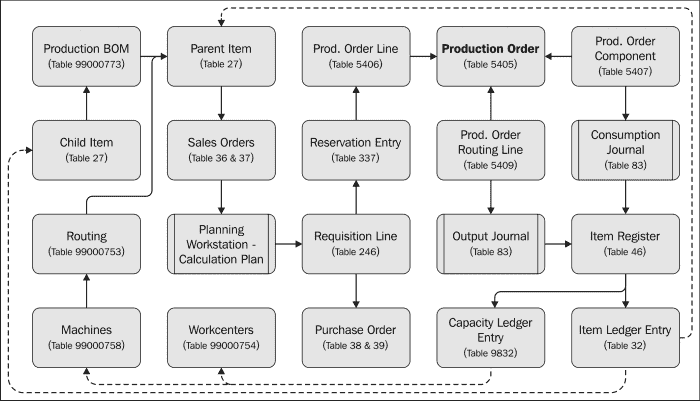 Production BOM
(Table 99000773)
Parent Item
(Table 27)
Prod. Order Line
(Table 5406)
Production Order
(Table 5405)
Prod. Order
Component
(Table 5407)
Child Item
(Table 27)
Sales Orders
(Table 36 & 37)
Reservation Entry
(Table 337)
Prod. Order
Routing Line
(Table 5409)
Consumption
Journal
(Table 83)
Routing
(Table 99000753)
Planning
Workstation -
Calculation Plan
Requisition Line
(Table 246)
Output Journal
(Table 83)
Item Register
(Table 46)
Machines
(Table 99000758)
Workcenters
(Table 99000754)
Purchase Order
(Table 38 & 39)
Capacity Ledger
Entry
(Table 9832)
Item Ledger Entry
(Table 32)